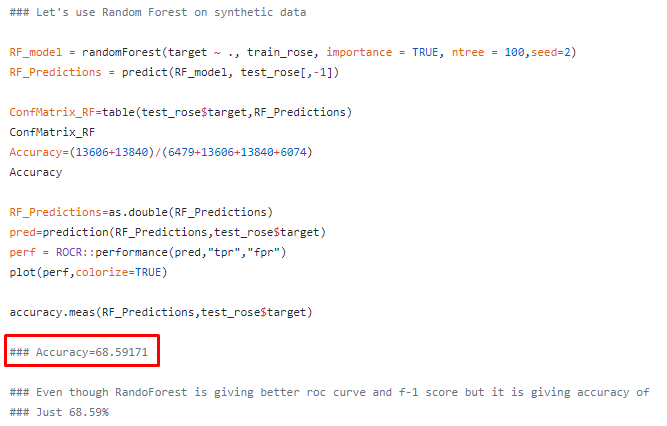 ### Let's use Random Forest on synthetic data
RF_model = randomForest(target ~ ., train_rose, importance = TRUE, ntree = 100,seed=2)
RF_Predictions = predict(RF_model, test_rose[,-1])
ConfMatrix_RF=table(test_rose$target,RF_Predictions)
ConfMatrix_RF
Accuracy=(13606+13840)/(6479+13606+13840+6074)
Accuracy
RF_Predictions=as.double(RF_Predictions)
pred=prediction(RF_Predictions,test_rose$target)
perf = ROCR::performance(pred,"tpr","fpr")
plot(perf,colorize=TRUE)
accuracy.meas(RF_Predictions,test_rose$target)
### Accuracy=68.59171
### Even though RandoForest is giving better roc curve and f-1 score but it is giving accuracy of
### Just 68.59%